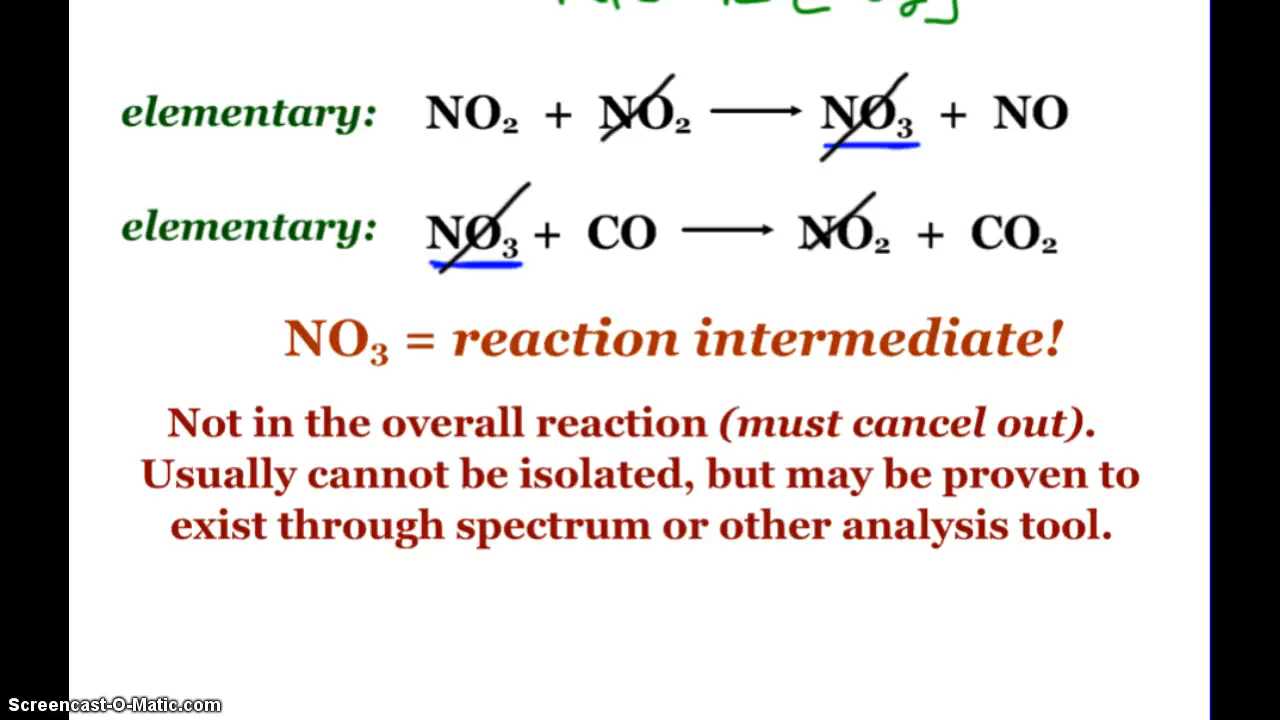 elementary: NO₂ + NO₂ ⟶ NO₃ + NO
elementary: NO₃ + CO ⟶ NO₂ + CO₂
NO₃ = reaction intermediate!
Not in the overall reaction (must cancel out).
Usually cannot be isolated, but may be proven to
exist through spectrum or other analysis tool.
Screencast-O-Matic.com